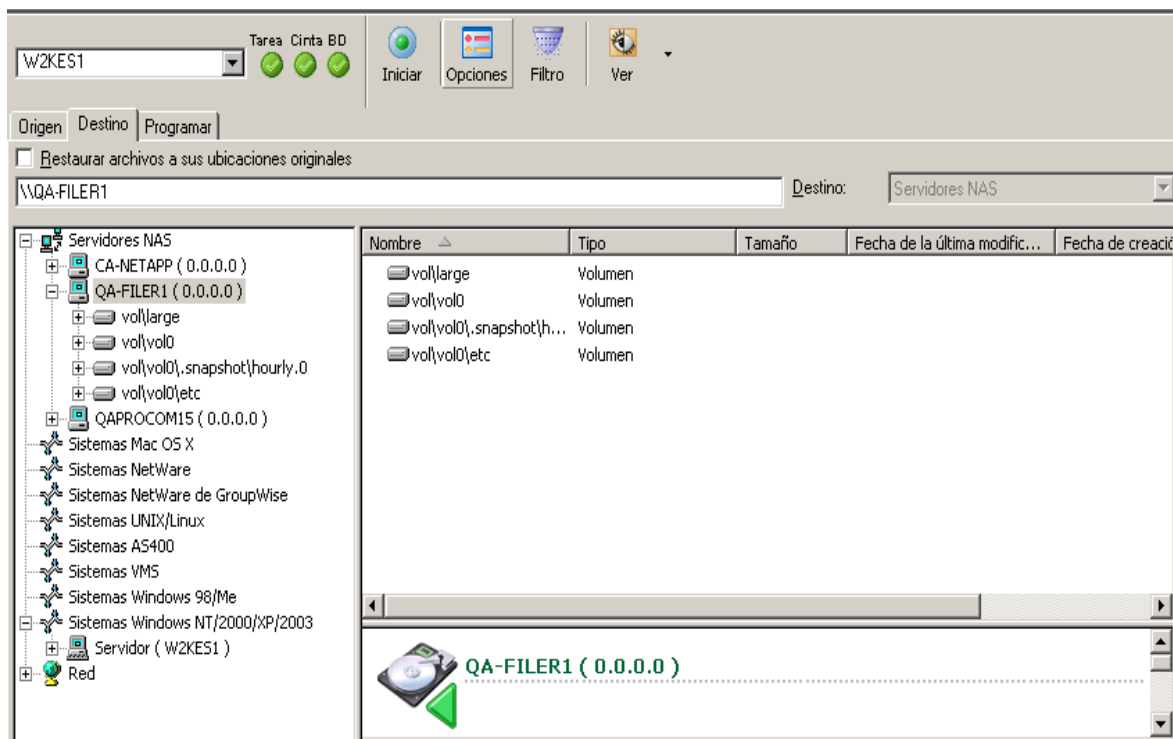 W2KES1
Tarea Cinta BD
Iniciar
Opciones
Filtro
Ver
Origen
Destino
Programar
Restaurar archivos a sus ubicaciones originales
\\QA-FILER1
Destino:
Servidores NAS
Servidores NAS
CA-NETAPP ( 0.0.0.0 )
QA-FILER1 ( 0.0.0.0 )
vol\large
vol\vol0
vol\vol0\.snapshot\hourly.0
vol\vol0\etc
QAPROCOM15 ( 0.0.0.0 )
Sistemas Mac OS X
Sistemas NetWare
Sistemas NetWare de GroupWise
Sistemas UNIX/Linux
Sistemas AS400
Sistemas VMS
Sistemas Windows 98/Me
Sistemas Windows NT/2000/XP/2003
Servidor ( W2KES1 )
Red
Nombre Tipo Tamaño Fecha de la última modific... Fecha de creació
vol\large Volumen
vol\vol0 Volumen
vol\vol0\.snapshot\h... Volumen
vol\vol0\etc Volumen
QA-FILER1 ( 0.0.0.0 )